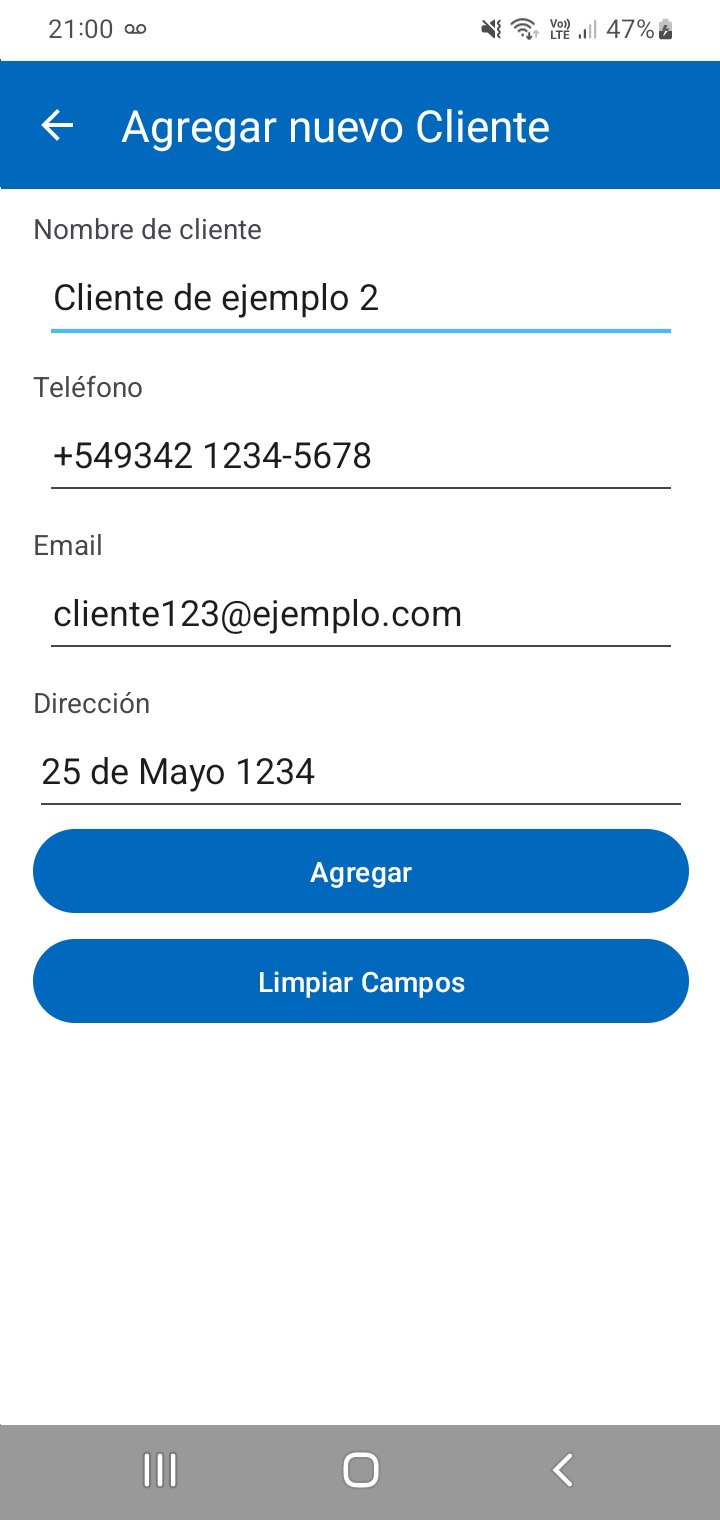 21:00 Vo)) LTE 47%
Agregar nuevo Cliente
Nombre de cliente
Cliente de ejemplo 2
Teléfono
+549342 1234-5678
Email
cliente123@ejemplo.com
Dirección
25 de Mayo 1234
Agregar
Limpiar Campos